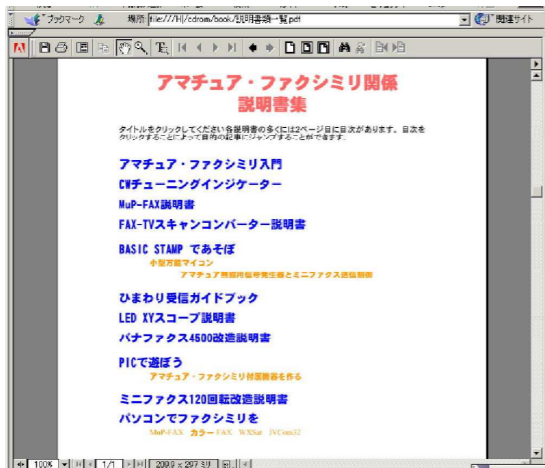 ブックマーク 場所 file:///H|/cdrom/book/説明書類一覧.pdf 関連サイト
アマチュア・ファクシミリ関係
説明書集
タイトルをクリックしてください各説明書の多くには2ページ目に目次があります。目次を
クリックすることによって目的の記事にジャンプすることができます。
アマチュア・ファクシミリ入門
CWチューニングインジケーター
MuP-FAX説明書
FAX-TVスキャンコンバーター説明書
BASIC STAMP であそぼ
小型万能マイコン
アマチュア無線用信号発生器とミニファクス送信制御
ひまわり受信ガイドブック
LED XYスコープ説明書
パナファクス4500改造説明書
PICで遊ぼう
アマチュア・ファクシミリ付属機器を作る
ミニファクス120回転改造説明書
パソコンでファクシミリを
MuP-FAX カラーFAX WXSat JVComm32
100% 1/1 209.9 x 297 ミリ